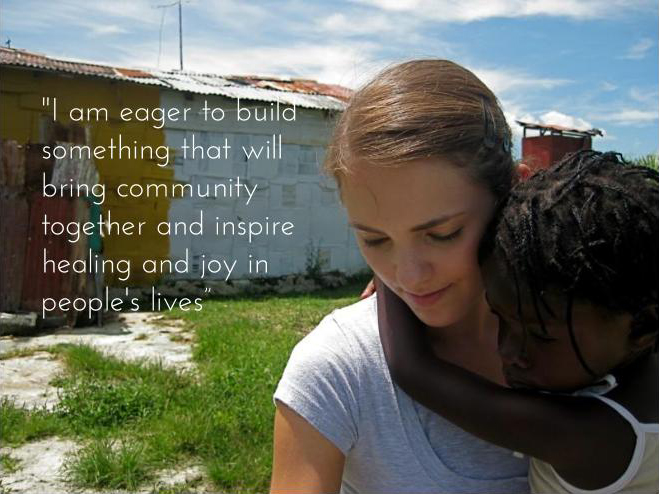 "I am eager to build
something that will
bring community
together and inspire
healing and joy in
people's lives"